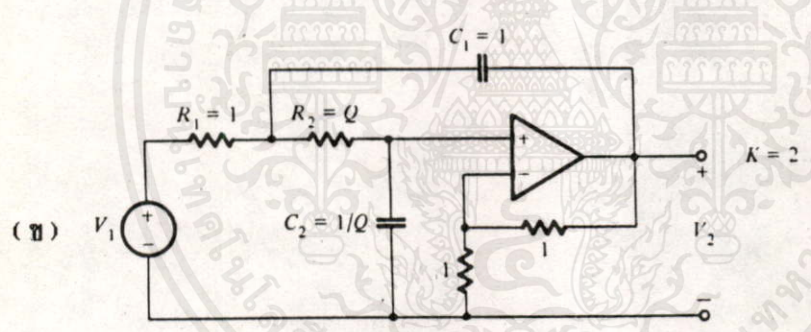 C₁ = 1
R₁ = 1
R₂ = Q
+
−
K = 2
+
(ข)
V₁
+
−
C₂ = 1/Q
1
1
V₂
−